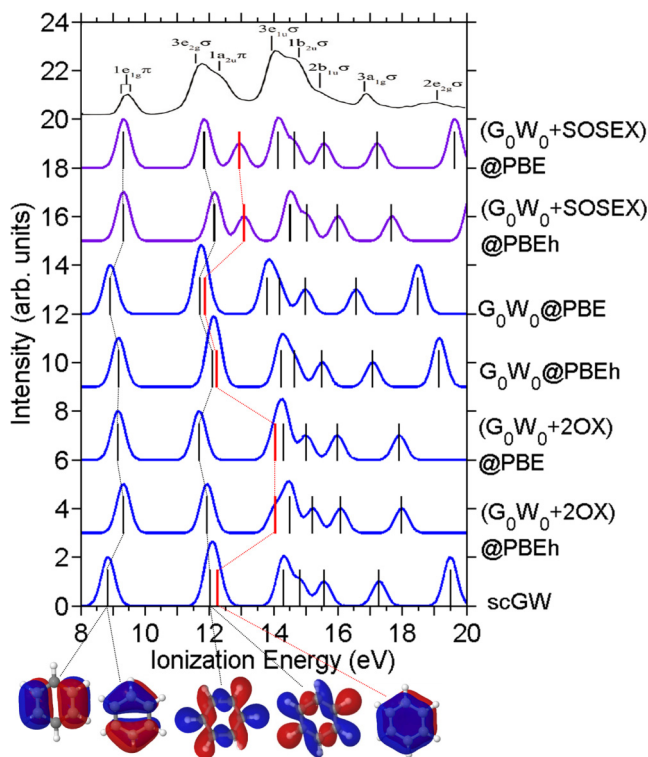 24
22
20
18
16
14
12
10
8
6
4
2
0
Intensity (arb. units)
1e1gπ
3e2gσ
1a2uπ
3e1uσ
1b2uσ
2b1uσ
3a1gσ
2e2gσ
(G0W0+SOSEX)
@PBE
(G0W0+SOSEX)
@PBEh
G0W0@PBE
G0W0@PBEh
(G0W0+2OX)
@PBE
(G0W0+2OX)
@PBEh
scGW
8 10 12 14 16 18 20
Ionization Energy (eV)